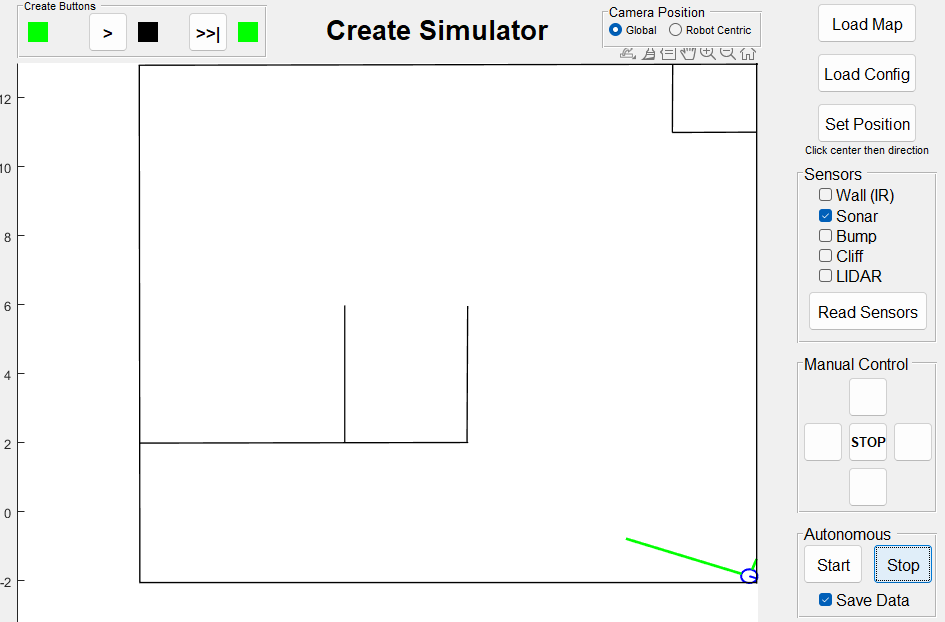 Create Buttons
>
>>|
Create Simulator
Camera Position
Global
Robot Centric
Load Map
Load Config
Set Position
Click center then direction
Sensors
Wall (IR)
Sonar
Bump
Cliff
LIDAR
Read Sensors
Manual Control
STOP
Autonomous
Start
Stop
Save Data
12
10
8
6
4
2
0
-2